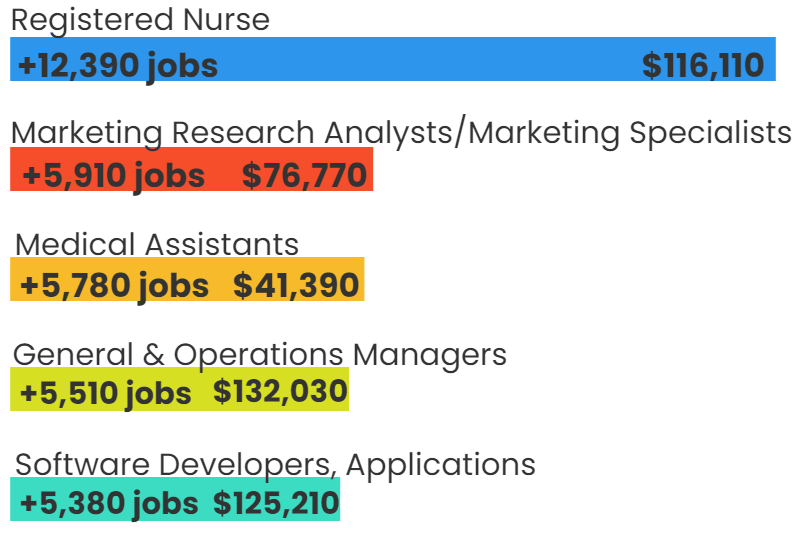 Registered Nurse
+12,390 jobs $116,110
Marketing Research Analysts/Marketing Specialists
+5,910 jobs $76,770
Medical Assistants
+5,780 jobs $41,390
General & Operations Managers
+5,510 jobs $132,030
Software Developers, Applications
+5,380 jobs $125,210